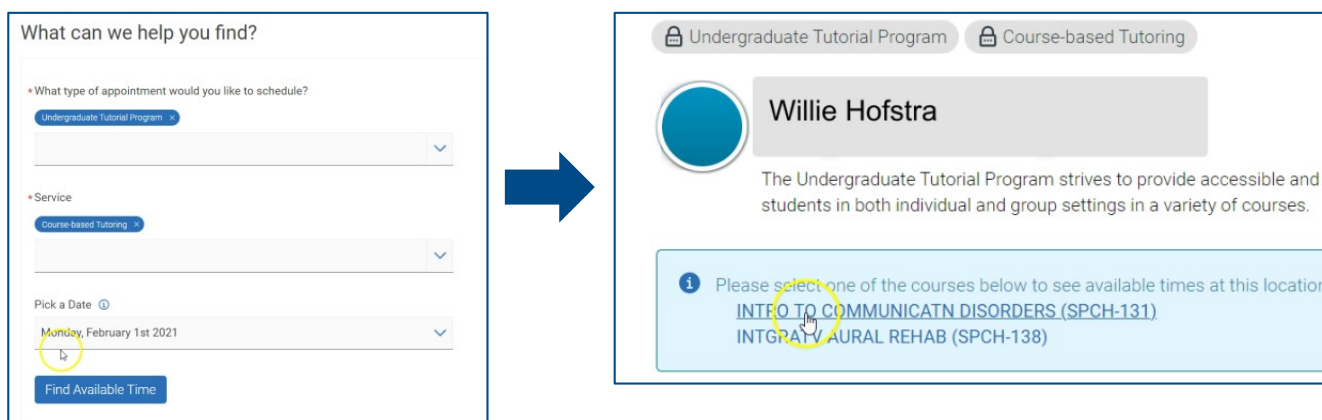 What can we help you find?
*What type of appointment would you like to schedule?
Undergraduate Tutorial Program ×
*Service
Course-based Tutoring ×
Pick a Date
Monday, February 1st 2021
Find Available Time
Undergraduate Tutorial Program Course-based Tutoring
Willie Hofstra
The Undergraduate Tutorial Program strives to provide accessible and
students in both individual and group settings in a variety of courses.
Please select one of the courses below to see available times at this location
INTRO TO COMMUNICATN DISORDERS (SPCH-131)
INTGRATV AURAL REHAB (SPCH-138)